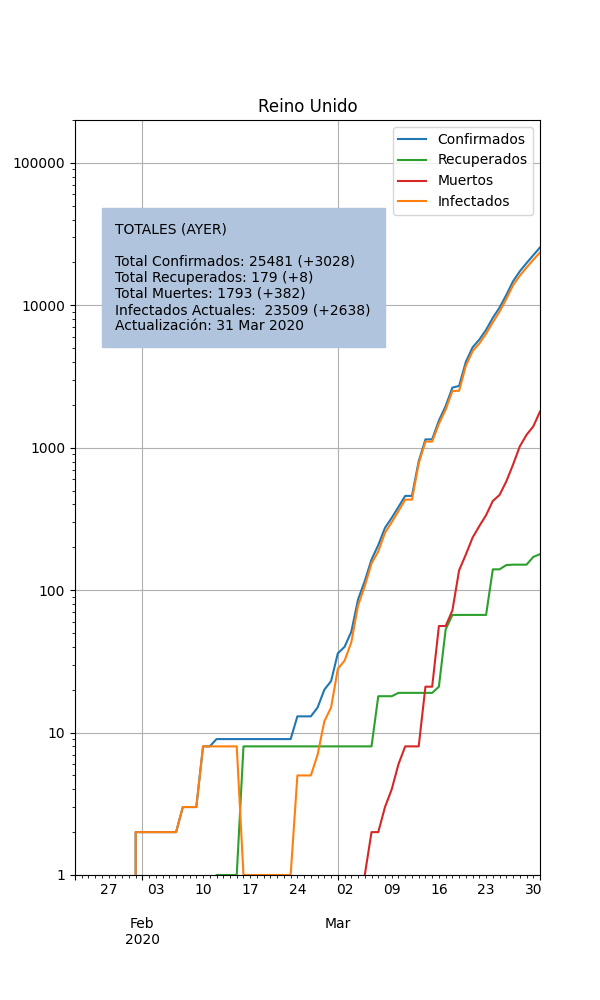 Reino Unido
Confirmados
Recuperados
Muertos
Infectados
TOTALES (AYER)
Total Confirmados: 25481 (+3028)
Total Recuperados: 179 (+8)
Total Muertes: 1793 (+382)
Infectados Actuales:  23509 (+2638)
Actualización: 31 Mar 2020
100000
10000
1000
100
10
1
27 03 10 17 24 02 09 16 23 30
Feb Mar
2020